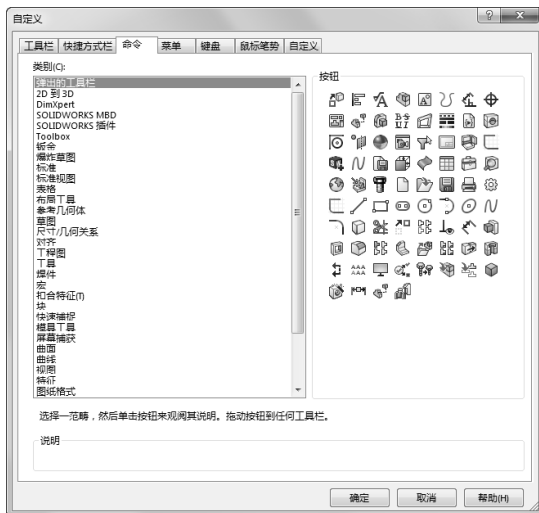 自定义
工具栏 快捷方式栏 命令 菜单 键盘 鼠标笔势 自定义
类别(C):
按钮
弹出的工具栏
2D 到 3D
DimXpert
SOLIDWORKS MBD
SOLIDWORKS 插件
Toolbox
钣金
爆炸草图
标准
标准视图
表格
布局工具
参考几何体
草图
尺寸/几何关系
对齐
工程图
工具
焊件
宏
扣合特征(T)
块
快速捕捉
模具工具
屏幕捕获
曲面
曲线
视图
特征
图纸格式
选择一范畴，然后单击按钮来观阅其说明。拖动按钮到任何工具栏。
说明
确定 取消 帮助(H)